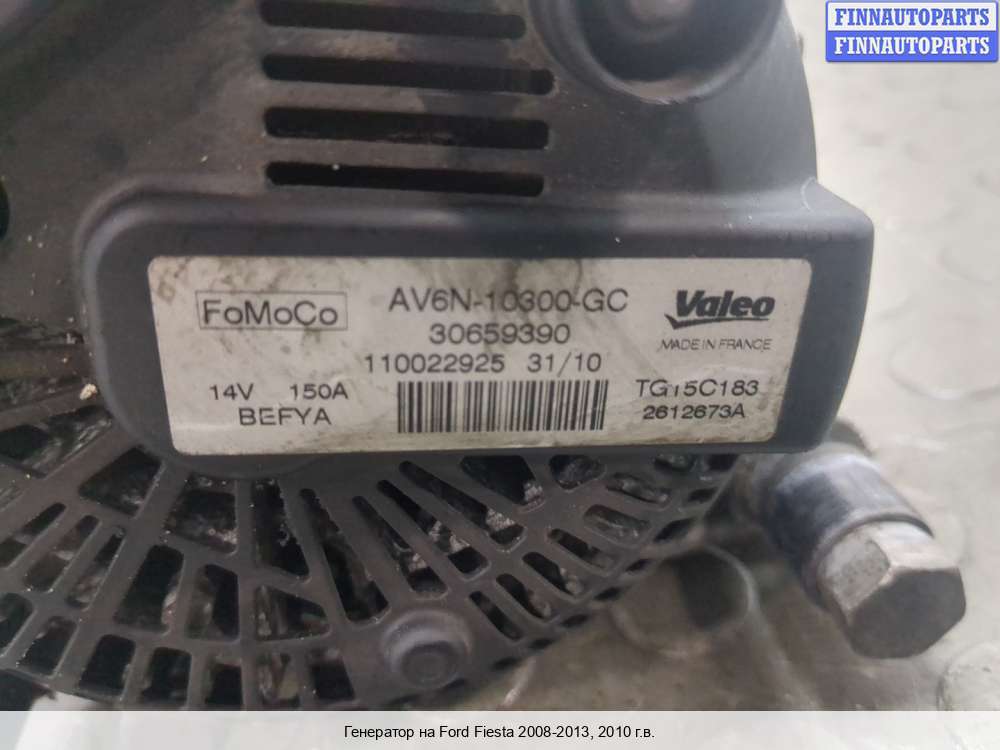 FINNAUTOPARTS
FINNAUTOPARTS
FoMoCo
AV6N-10300-GC
30659390
110022925 31/10
Valeo
MADE IN FRANCE
14V 150A
BEFYA
TG15C183
2612673A
Генератор на Ford Fiesta 2008-2013, 2010 г.в.